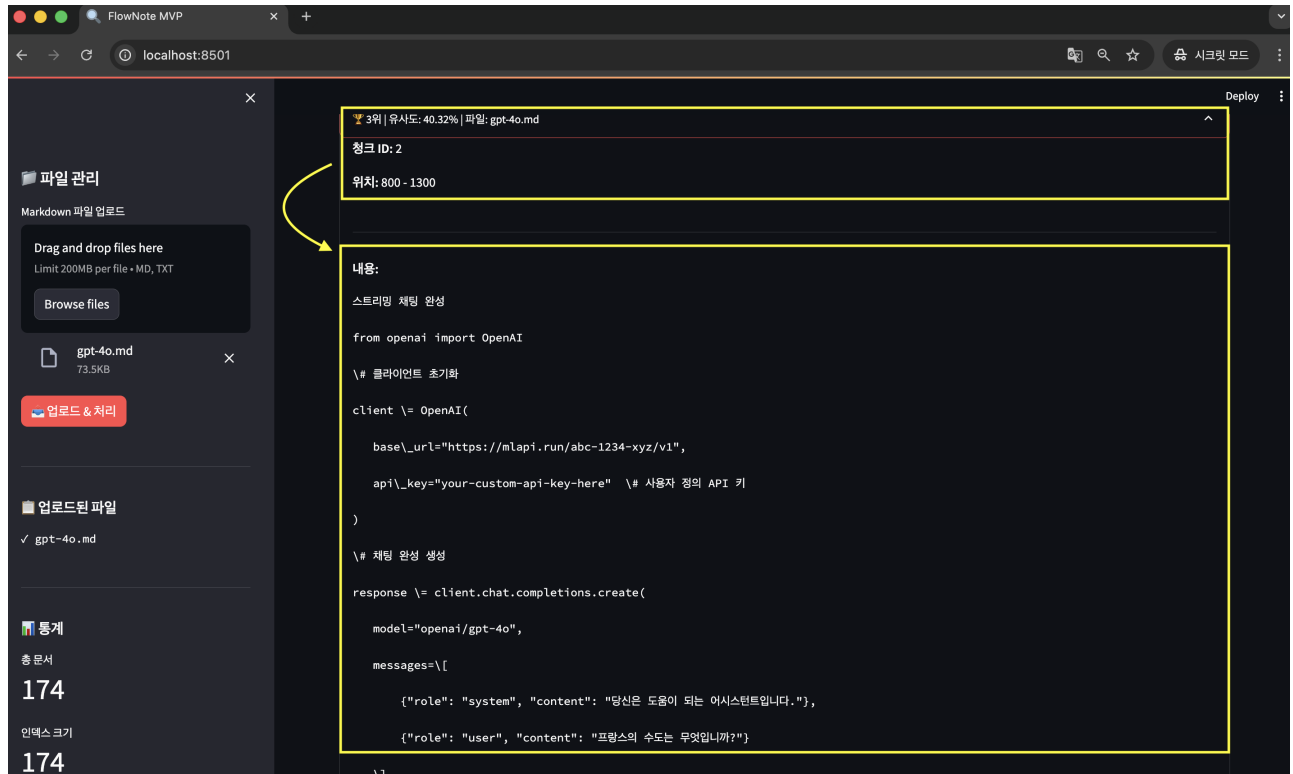 FlowNote MVP
localhost:8501
시크릿 모드
Deploy
파일 관리
Markdown 파일 업로드
Drag and drop files here
Limit 200MB per file • MD, TXT
Browse files
gpt-4o.md
73.5KB
업로드 & 처리
업로드된 파일
✓ gpt-4o.md
통계
총 문서
174
인덱스 크기
174
3위 | 유사도: 40.32% | 파일: gpt-4o.md
청크 ID: 2
위치: 800 - 1300
내용:
스트리밍 채팅 완성
from openai import OpenAI
\# 클라이언트 초기화
client \= OpenAI(
base\_url="https://mlapi.run/abc-1234-xyz/v1",
api\_key="your-custom-api-key-here"  \# 사용자 정의 API 키
)
\# 채팅 완성 생성
response \= client.chat.completions.create(
model="openai/gpt-4o",
messages=\[
{"role": "system", "content": "당신은 도움이 되는 어시스턴트입니다."},
{"role": "user", "content": "프랑스의 수도는 무엇입니까?"}